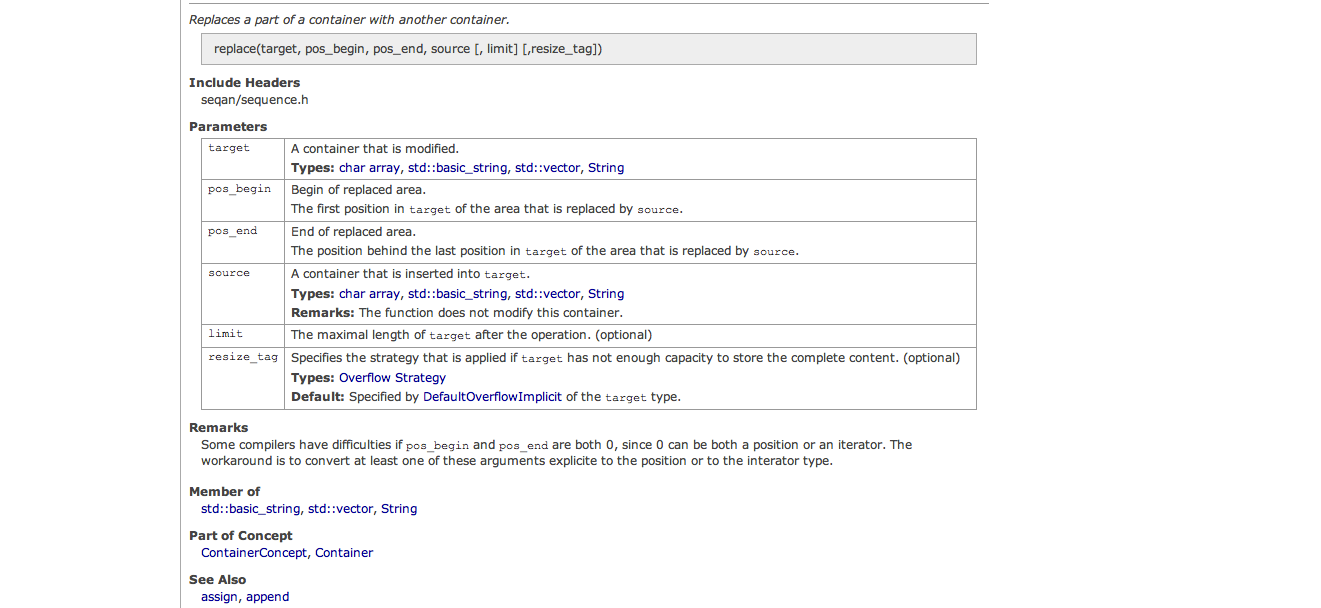 Replaces a part of a container with another container.
replace(target, pos_begin, pos_end, source [, limit] [,resize_tag])
Include Headers
seqan/sequence.h
Parameters
target
A container that is modified.
Types: char array, std::basic_string, std::vector, String
pos_begin
Begin of replaced area.
The first position in target of the area that is replaced by source.
pos_end
End of replaced area.
The position behind the last position in target of the area that is replaced by source.
source
A container that is inserted into target.
Types: char array, std::basic_string, std::vector, String
Remarks: The function does not modify this container.
limit
The maximal length of target after the operation. (optional)
resize_tag
Specifies the strategy that is applied if target has not enough capacity to store the complete content. (optional)
Types: Overflow Strategy
Default: Specified by DefaultOverflowImplicit of the target type.
Remarks
Some compilers have difficulties if pos_begin and pos_end are both 0, since 0 can be both a position or an iterator. The
workaround is to convert at least one of these arguments explicite to the position or to the interator type.
Member of
std::basic_string, std::vector, String
Part of Concept
ContainerConcept, Container
See Also
assign, append